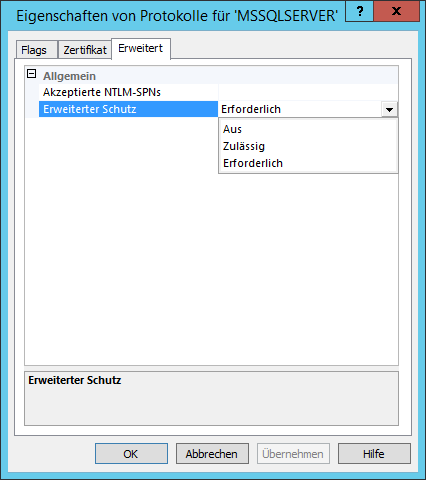 Eigenschaften von Protokolle für 'MSSQLSERVER'
? x
Flags Zertifikat Erweitert
Allgemein
Akzeptierte NTLM-SPNs
Erweiterter Schutz Erforderlich
Aus
Zulässig
Erforderlich
Erweiterter Schutz
OK Abbrechen Übernehmen Hilfe